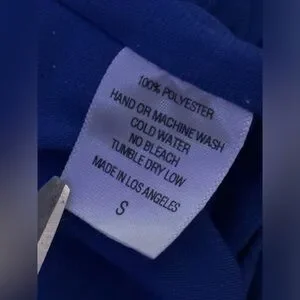 100% POLYESTER
HAND OR MACHINE WASH
COLD WATER
NO BLEACH
TUMBLE DRY LOW
MADE IN LOS ANGELES
S